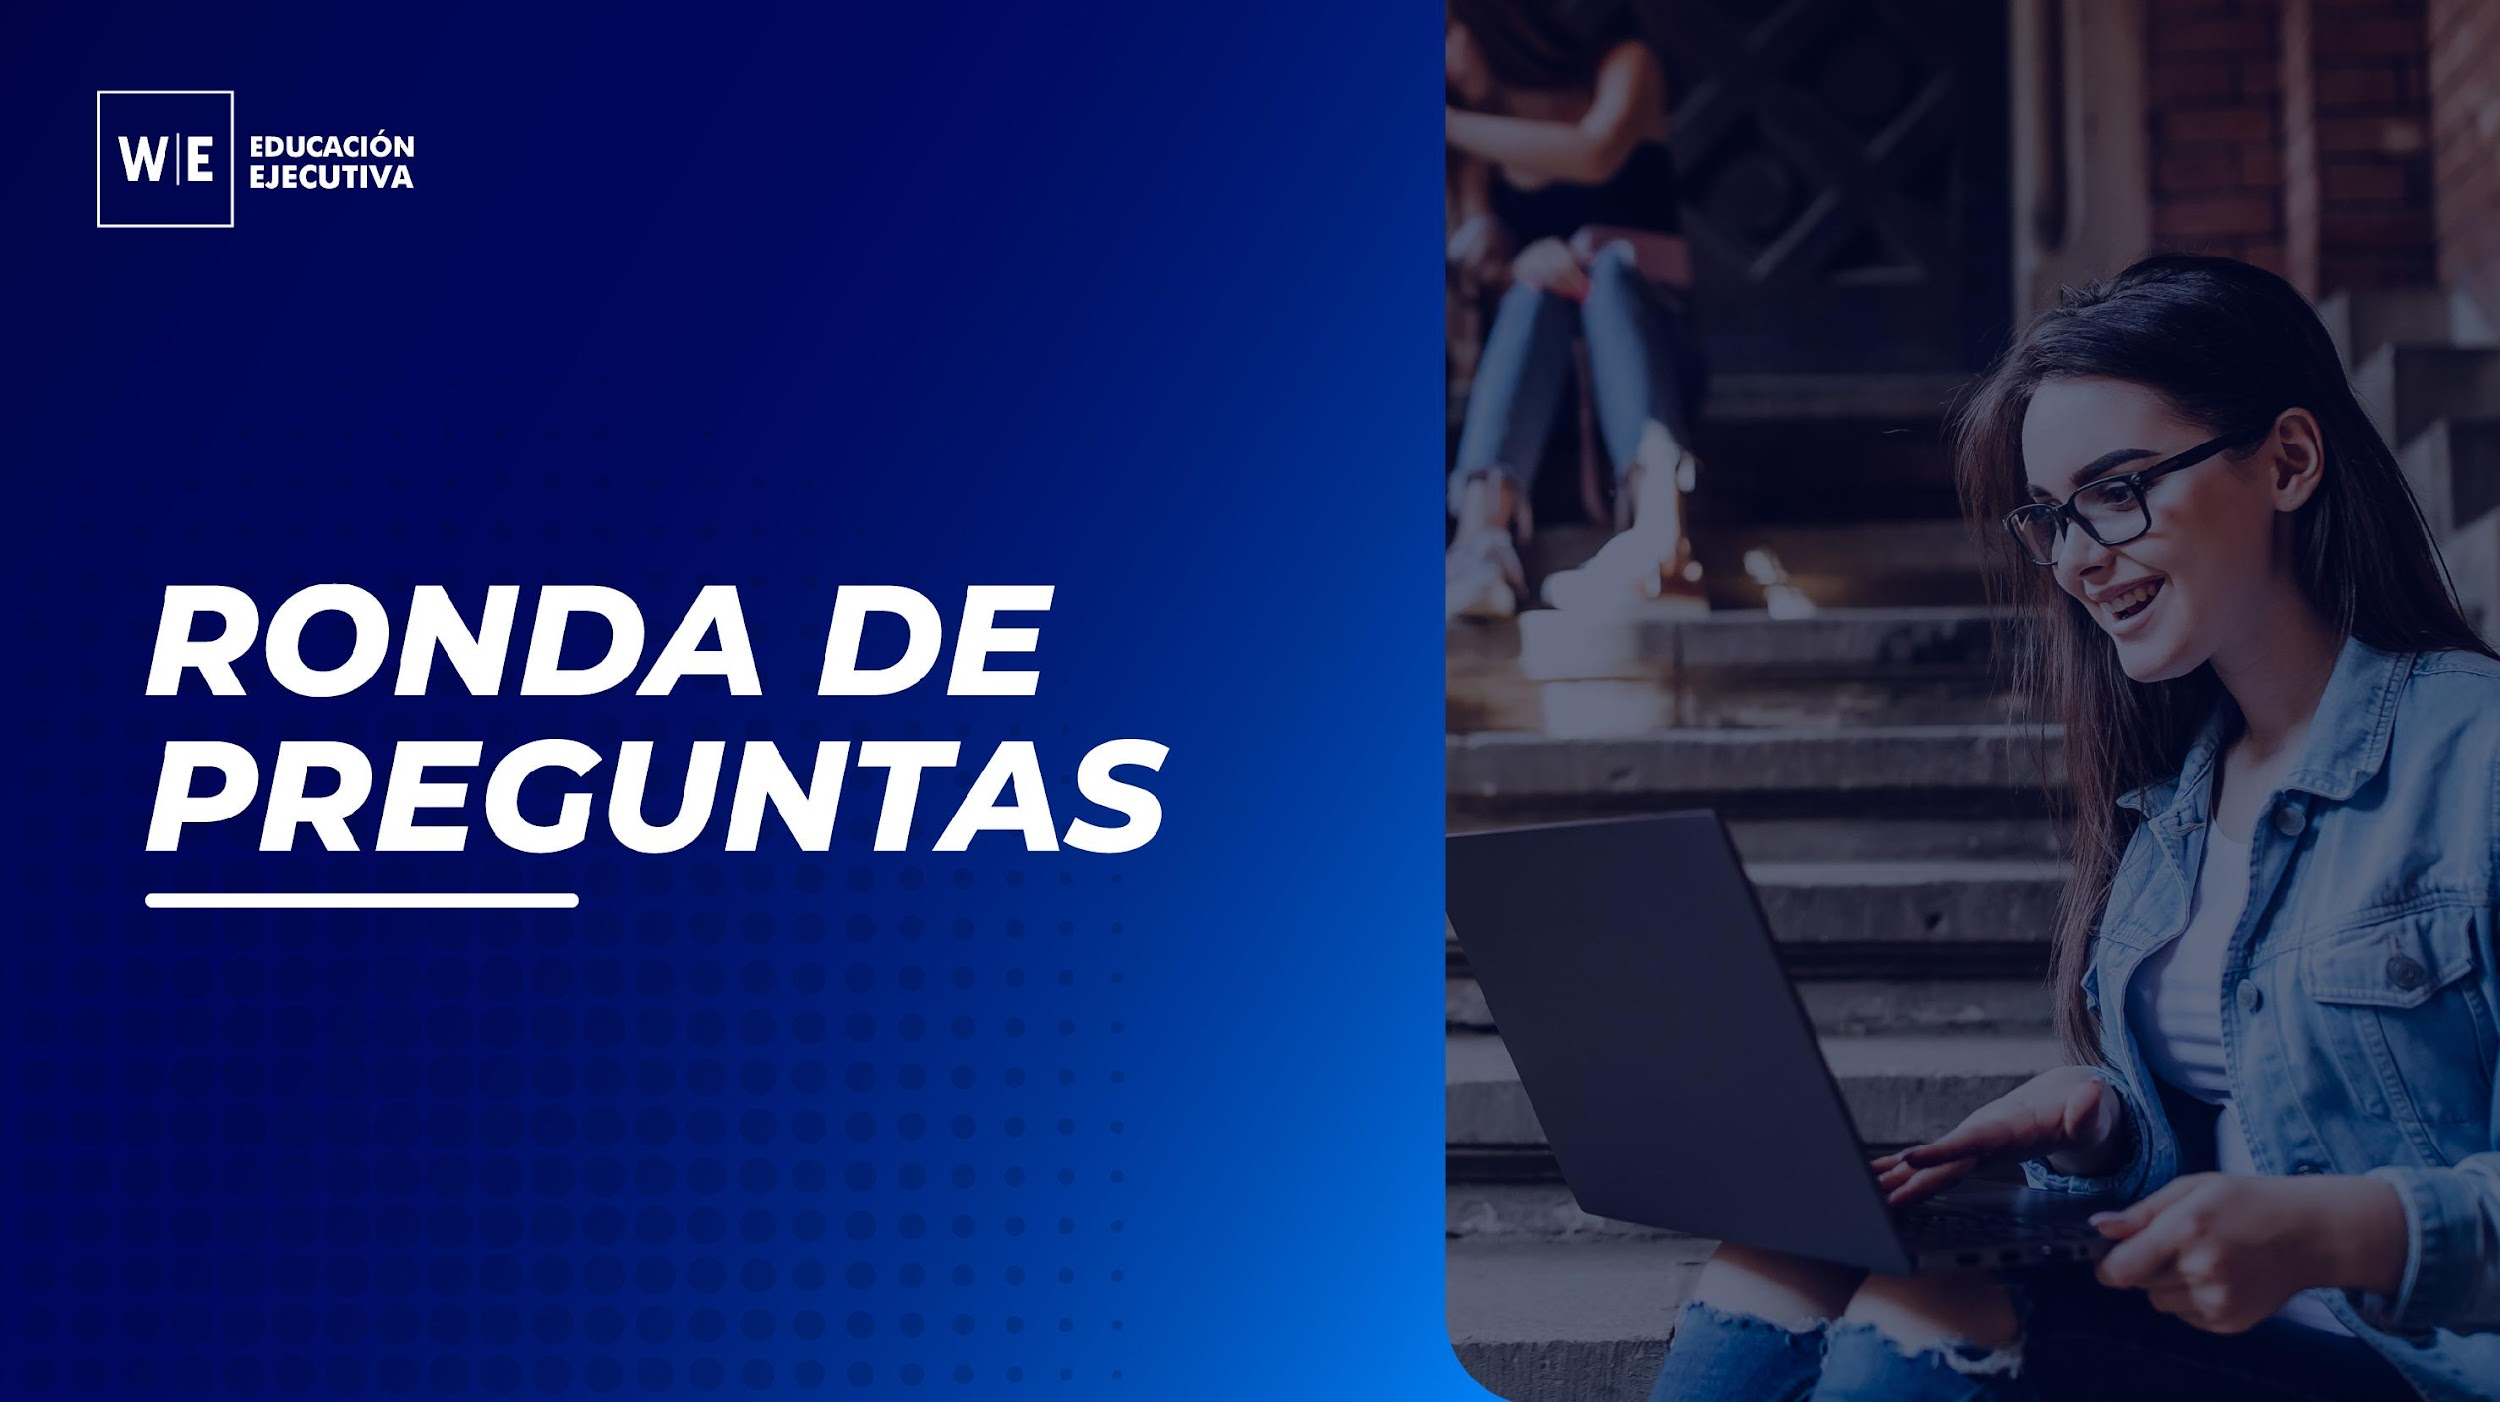 W|E
EDUCACIÓN
EJECUTIVA
RONDA DE
PREGUNTAS